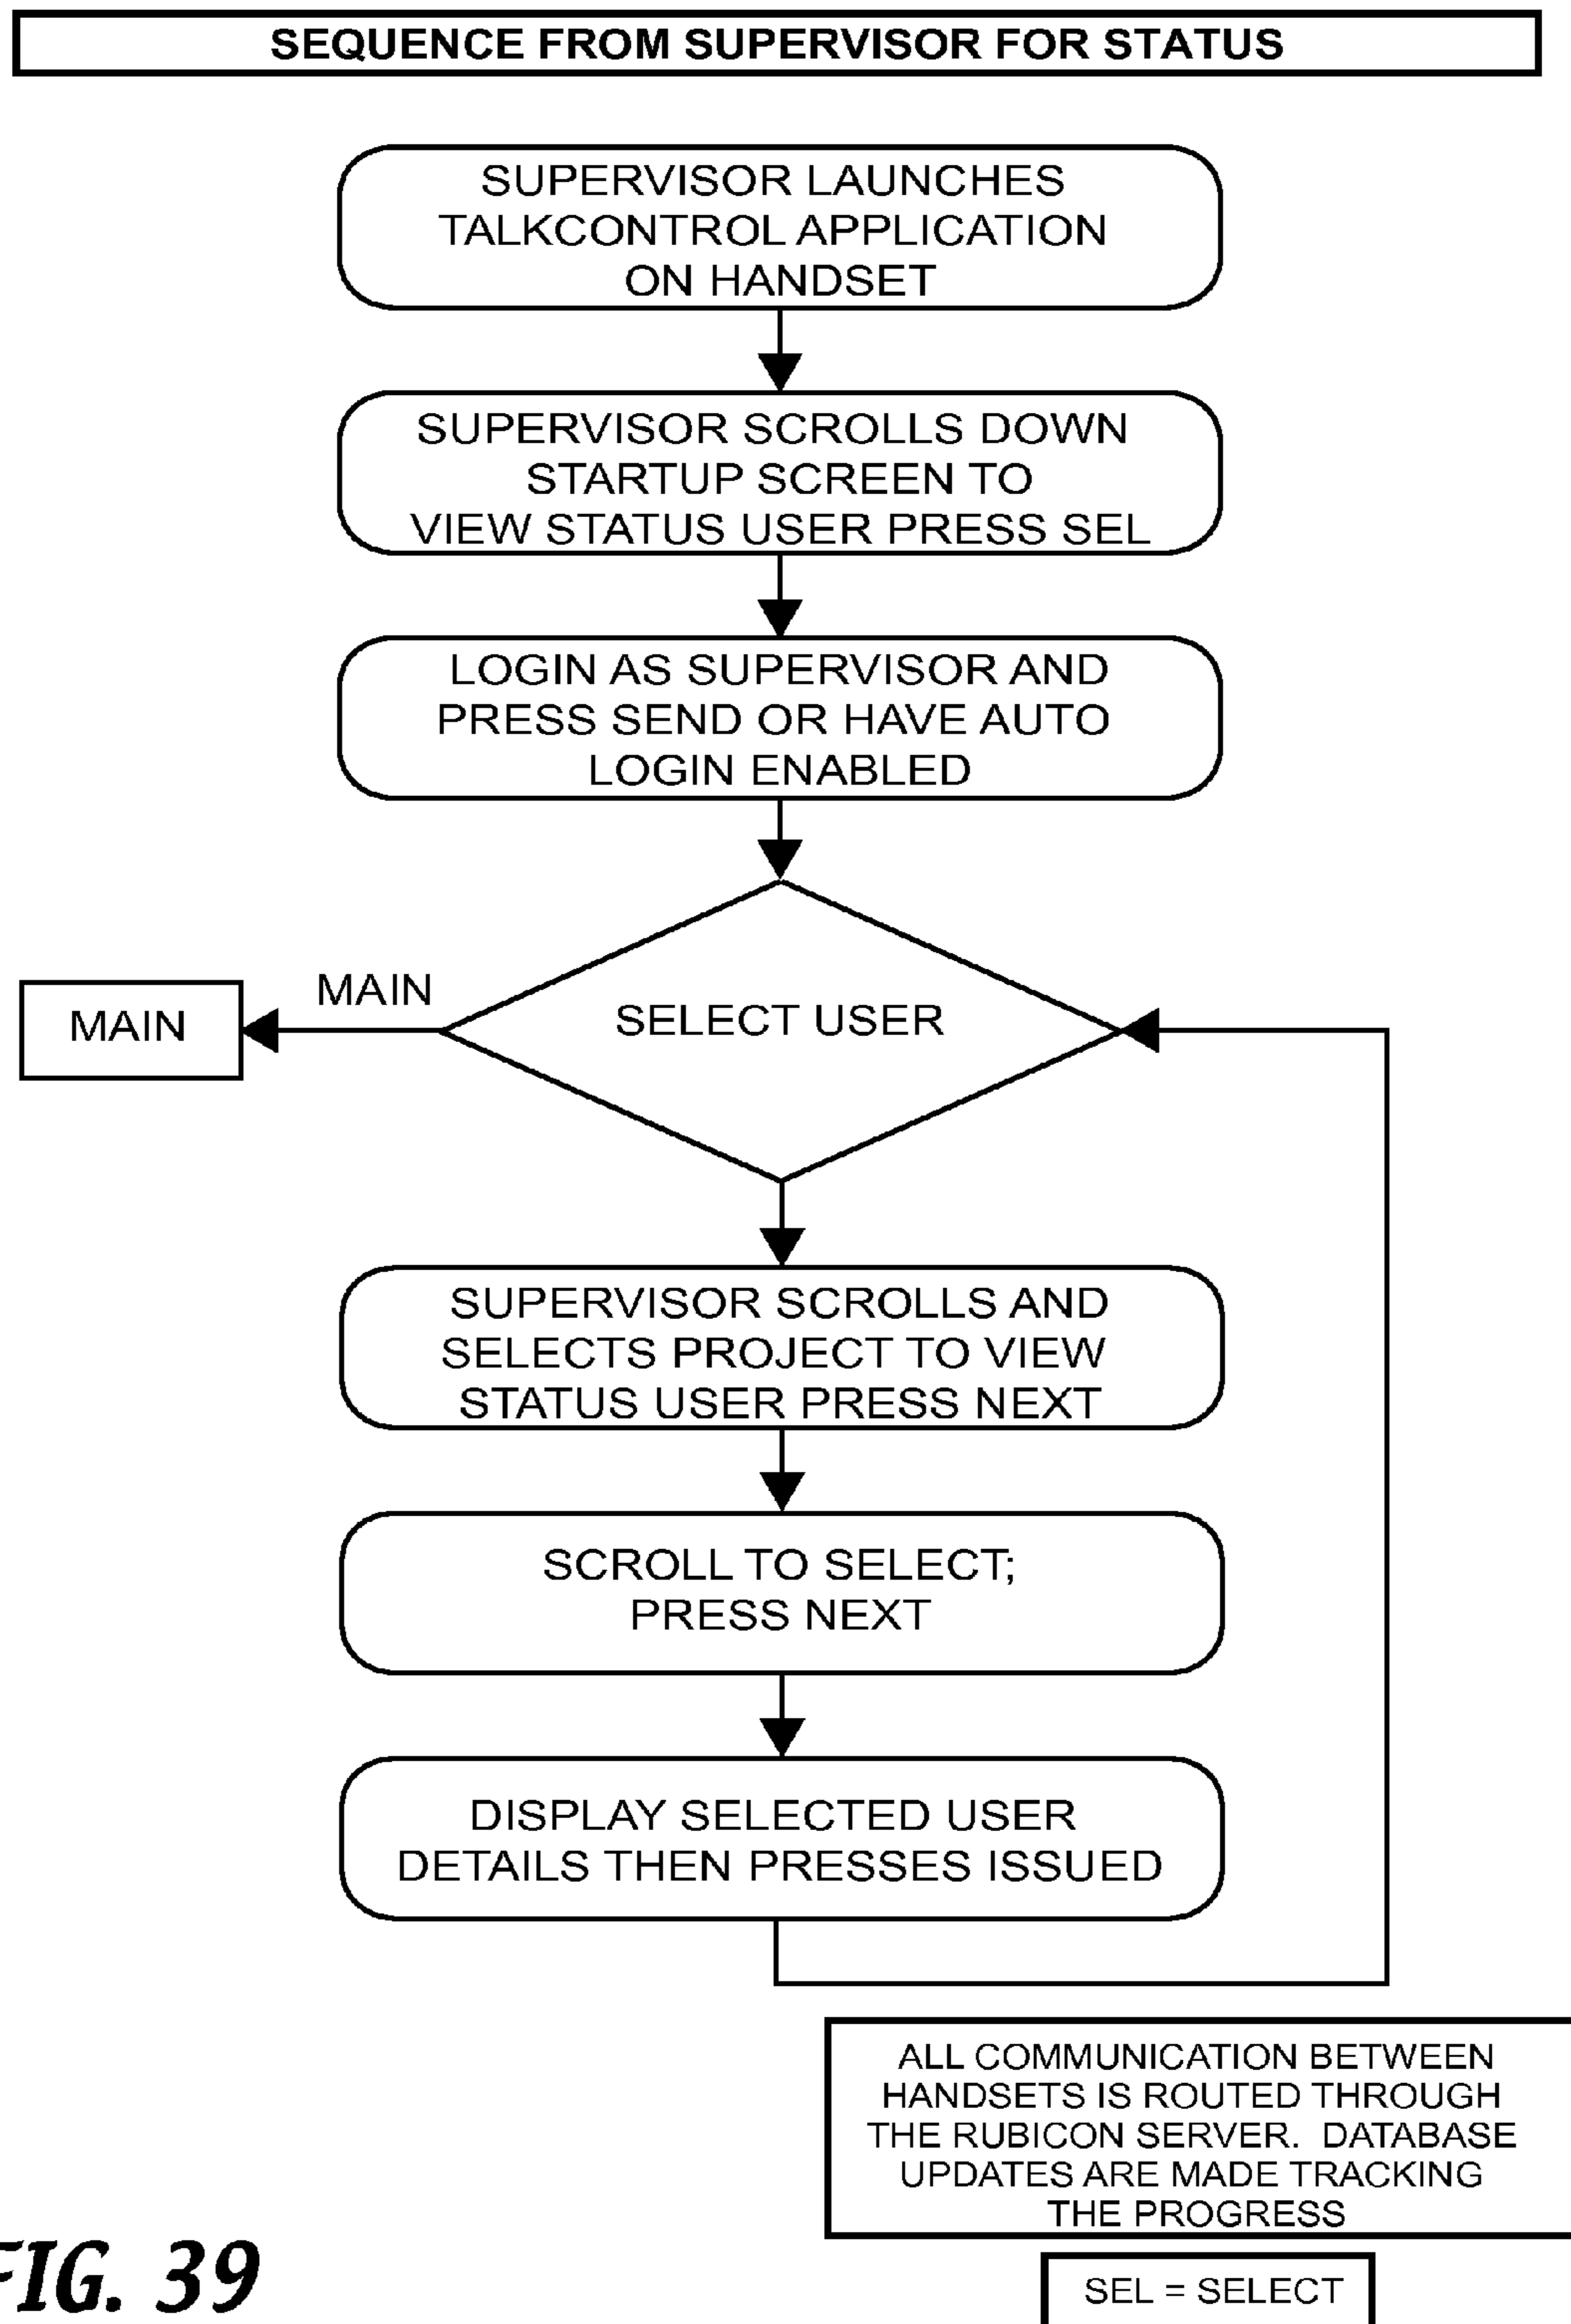 SEQUENCE FROM SUPERVISOR FOR STATUS
SUPERVISOR LAUNCHES
TALKCONTROL APPLICATION
ON HANDSET
SUPERVISOR SCROLLS DOWN
STARTUP SCREEN TO
VIEW STATUS USER PRESS SEL
LOGIN AS SUPERVISOR AND
PRESS SEND OR HAVE AUTO
LOGIN ENABLED
MAIN
MAIN
SELECT USER
SUPERVISOR SCROLLS AND
SELECTS PROJECT TO VIEW
STATUS USER PRESS NEXT
SCROLL TO SELECT;
PRESS NEXT
DISPLAY SELECTED USER
DETAILS THEN PRESSES ISSUED
ALL COMMUNICATION BETWEEN
HANDSETS IS ROUTED THROUGH
THE RUBICON SERVER. DATABASE
UPDATES ARE MADE TRACKING
THE PROGRESS
FIG. 39
SEL = SELECT